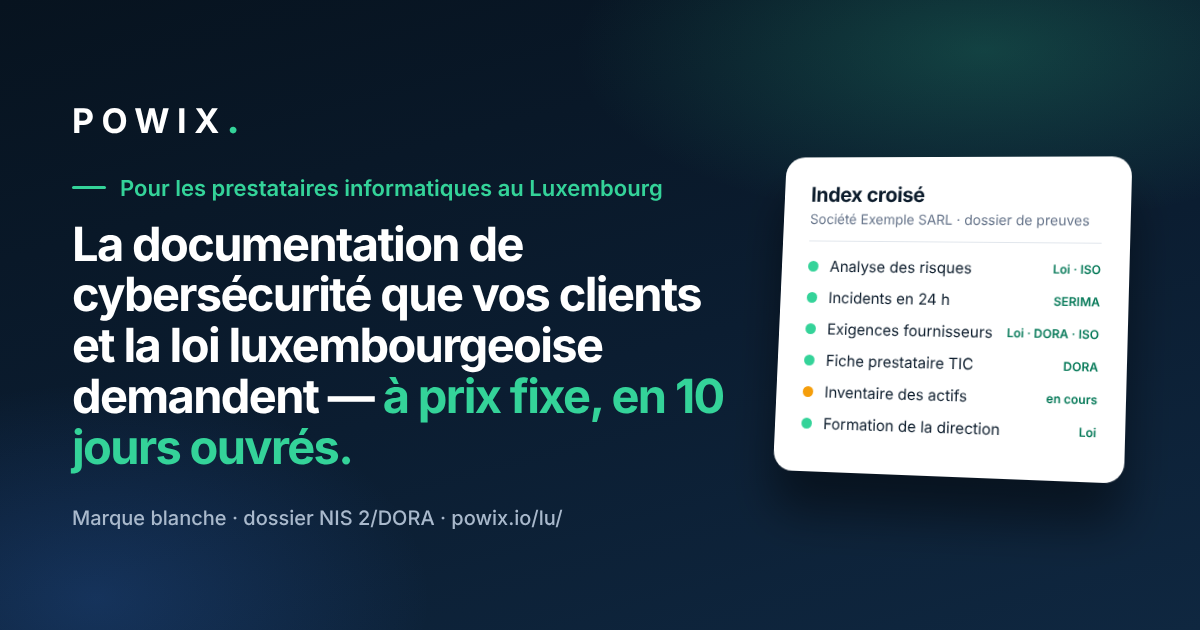 POWIX.
Pour les prestataires informatiques au Luxembourg
La documentation de
cybersécurité que vos clients
et la loi luxembourgeoise
demandent — à prix fixe, en 10
jours ouvrés.
Marque blanche · dossier NIS 2/DORA · powix.io/lu/
Index croisé
Société Exemple SARL · dossier de preuves
Analyse des risques Loi · ISO
Incidents en 24 h SERIMA
Exigences fournisseurs Loi · DORA · ISO
Fiche prestataire TIC DORA
Inventaire des actifs en cours
Formation de la direction Loi